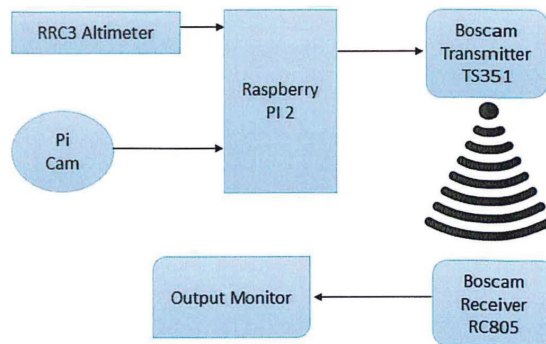 RRC3 Altimeter
Boscam
Transmitter
TS351
Raspberry
PI 2
Pi
Cam
Output Monitor
Boscam
Receiver
RC805